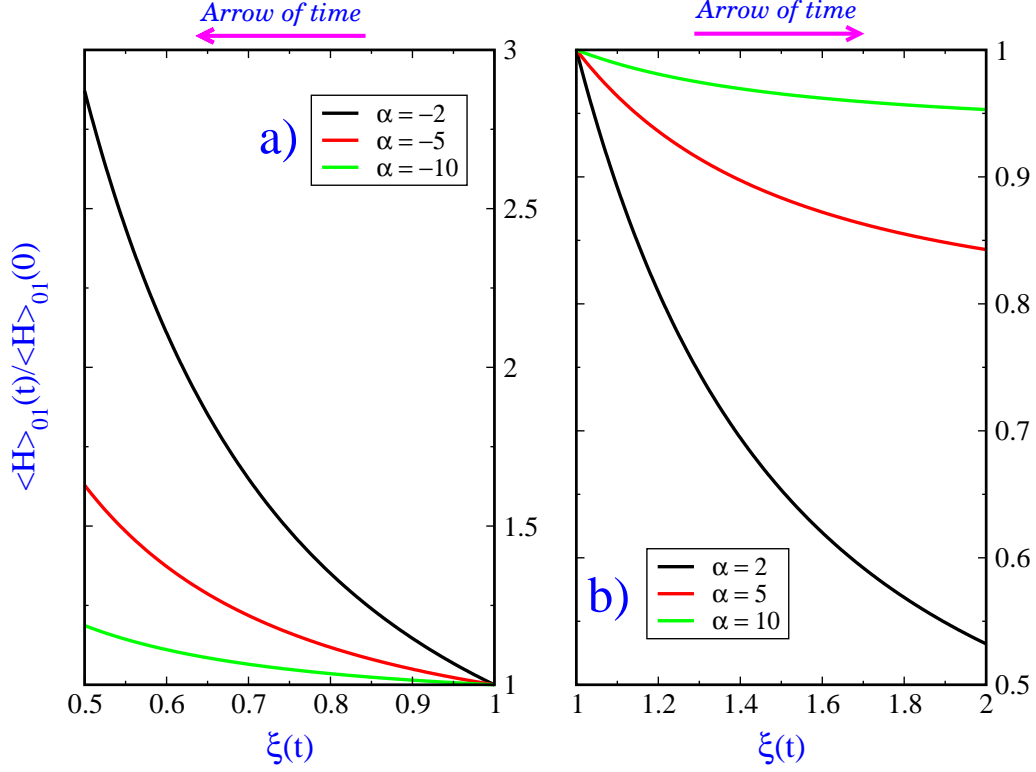 Arrow of time
Arrow of time
<H>₀₁(t)/<H>₀₁(0)
a)
α = −2
α = −5
α = −10
3
2.5
2
1.5
1
0.5 0.6 0.7 0.8 0.9 1
ξ(t)
b)
α = 2
α = 5
α = 10
1
0.9
0.8
0.7
0.6
0.5
1 1.2 1.4 1.6 1.8 2
ξ(t)